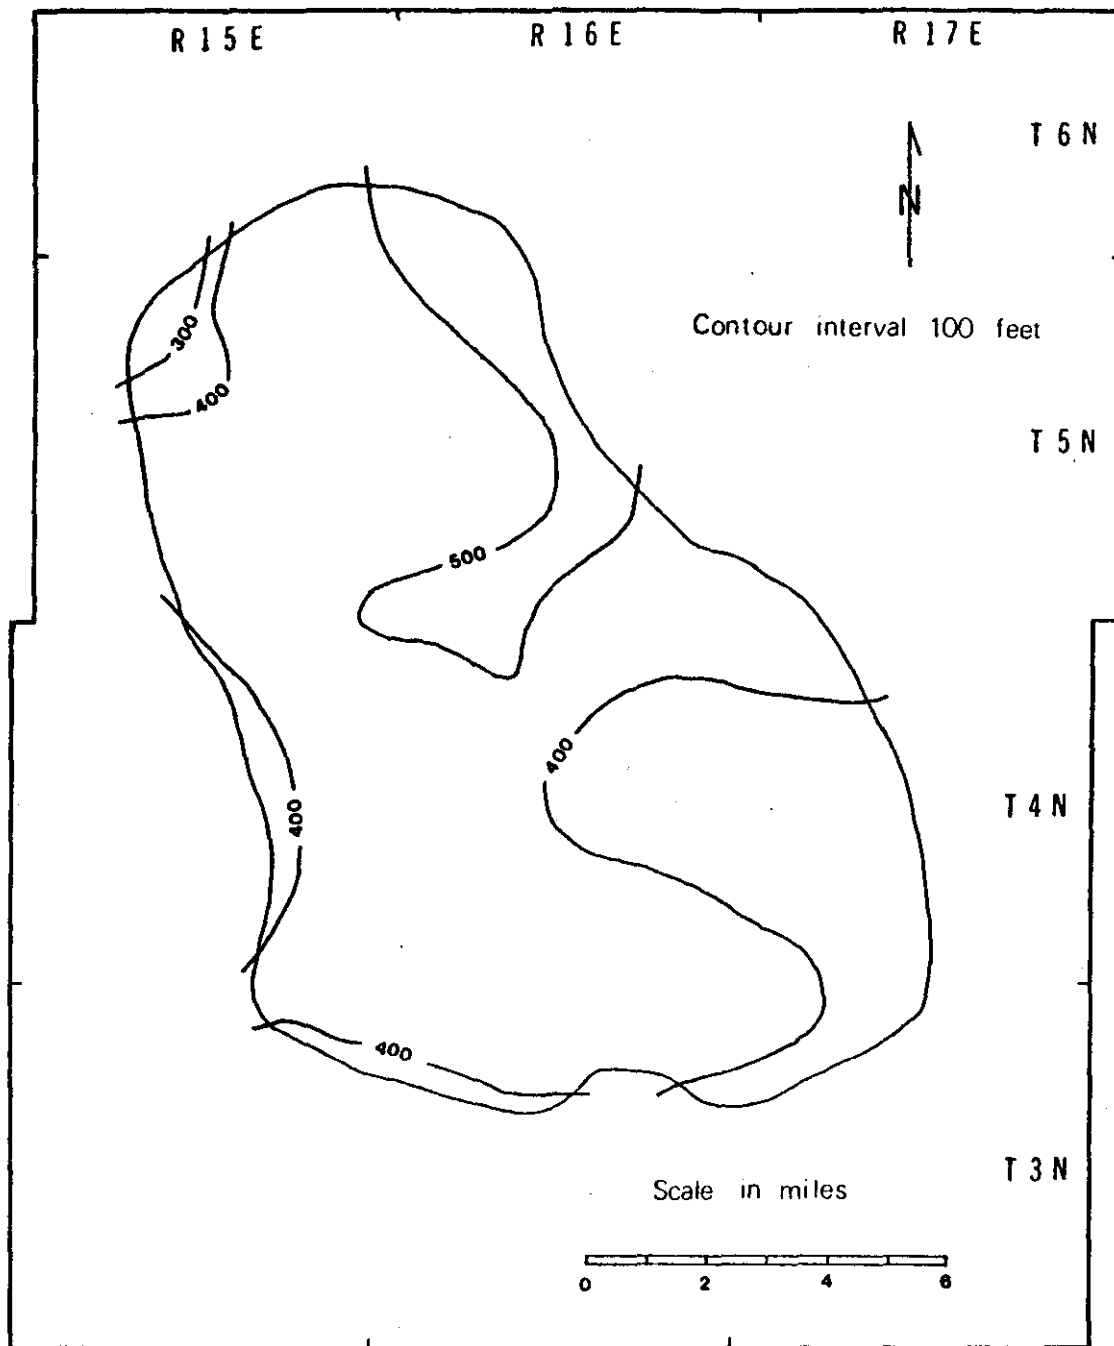 R 15 E R 16 E R 17 E
T 6 N
N
300
Contour interval 100 feet
400
T 5 N
500
400
T 4 N
400
400
T 3 N
Scale in miles
0 2 4 6